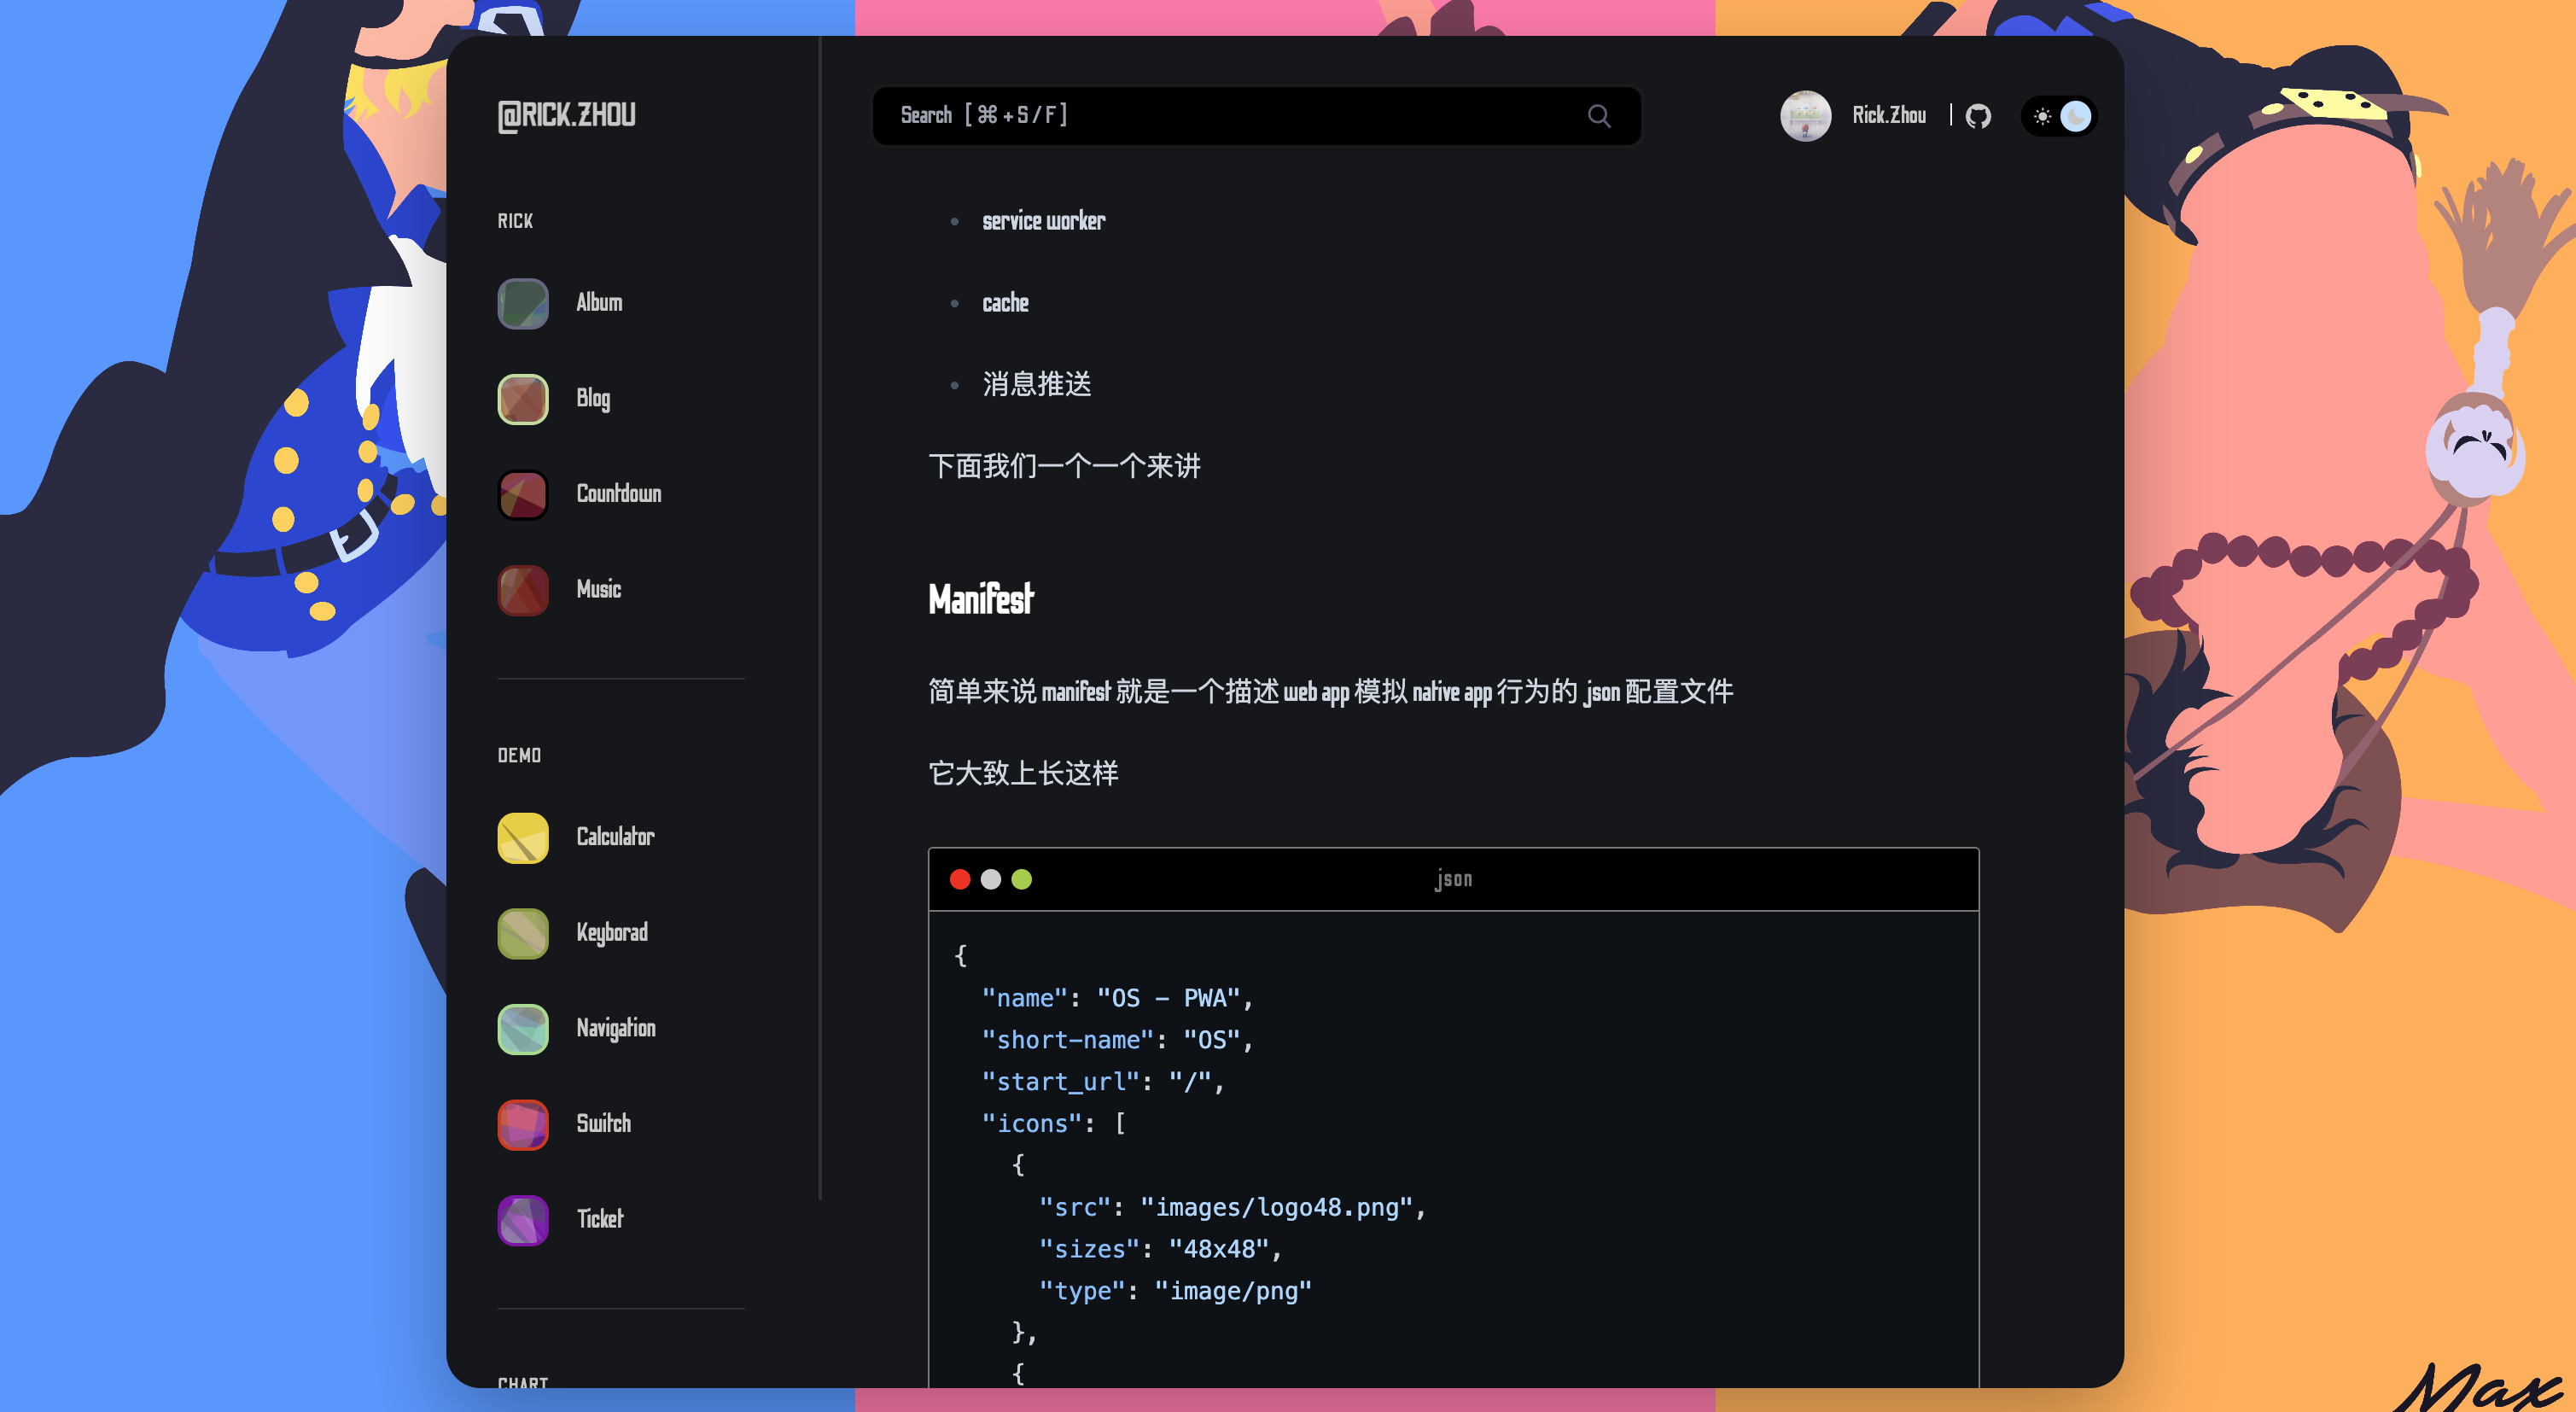 @RICK.ZHOU
Search [ ⌘ + S / F ]
Rick.Zhou
RICK
Album
Blog
Countdown
Music
DEMO
Calculator
Keyborad
Navigation
Switch
Ticket
CHART
service worker
cache
消息推送
下面我们一个一个来讲
Manifest
简单来说 manifest 就是一个描述 web app 模拟 native app 行为的 json 配置文件
它大致上长这样
json
{
"name": "OS - PWA",
"short-name": "OS",
"start_url": "/",
"icons": [
{
"src": "images/logo48.png",
"sizes": "48x48",
"type": "image/png"
},
{
Max